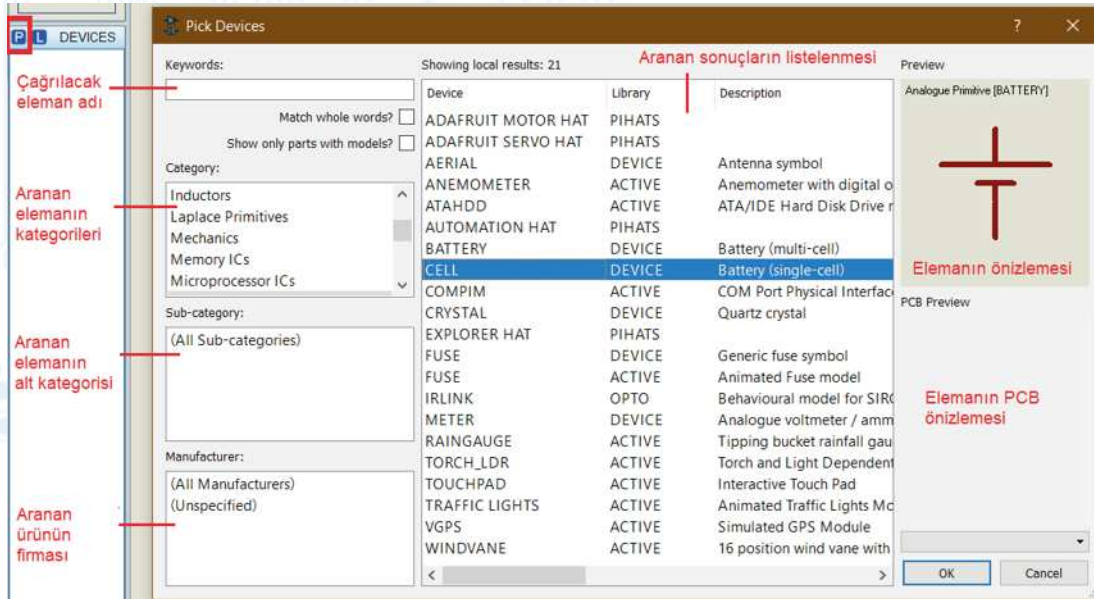 P L DEVICES
Pick Devices
? ×
Çağrılacak
eleman adı
Aranan
elemanın
kategorileri
Aranan
elemanın
alt kategorisi
Aranan
ürünün
firması
Keywords:
Match whole words?
Show only parts with models?
Category:
Inductors
Laplace Primitives
Mechanics
Memory ICs
Microprocessor ICs
Sub-category:
(All Sub-categories)
Manufacturer:
(All Manufacturers)
(Unspecified)
Showing local results: 21
Aranan sonuçların listelenmesi
Device Library Description
ADAFRUIT MOTOR HAT PIHATS
ADAFRUIT SERVO HAT PIHATS
AERIAL DEVICE Antenna symbol
ANEMOMETER ACTIVE Anemometer with digital o
ATAHDD ACTIVE ATA/IDE Hard Disk Drive r
AUTOMATION HAT PIHATS
BATTERY DEVICE Battery (multi-cell)
CELL DEVICE Battery (single-cell)
COMPIM ACTIVE COM Port Physical Interfac
CRYSTAL DEVICE Quartz crystal
EXPLORER HAT PIHATS
FUSE DEVICE Generic fuse symbol
FUSE ACTIVE Animated Fuse model
IRLINK OPTO Behavioural model for SIR
METER DEVICE Analogue voltmeter / amm
RAINGAUGE ACTIVE Tipping bucket rainfall gau
TORCH_LDR ACTIVE Torch and Light Dependent
TOUCHPAD ACTIVE Interactive Touch Pad
TRAFFIC LIGHTS ACTIVE Animated Traffic Lights Mo
VGPS ACTIVE Simulated GPS Module
WINDVANE ACTIVE 16 position wind vane with
Preview
Analogue Primitive [BATTERY]
Elemanın önizlemesi
PCB Preview
Elemanın PCB
önizlemesi
OK Cancel